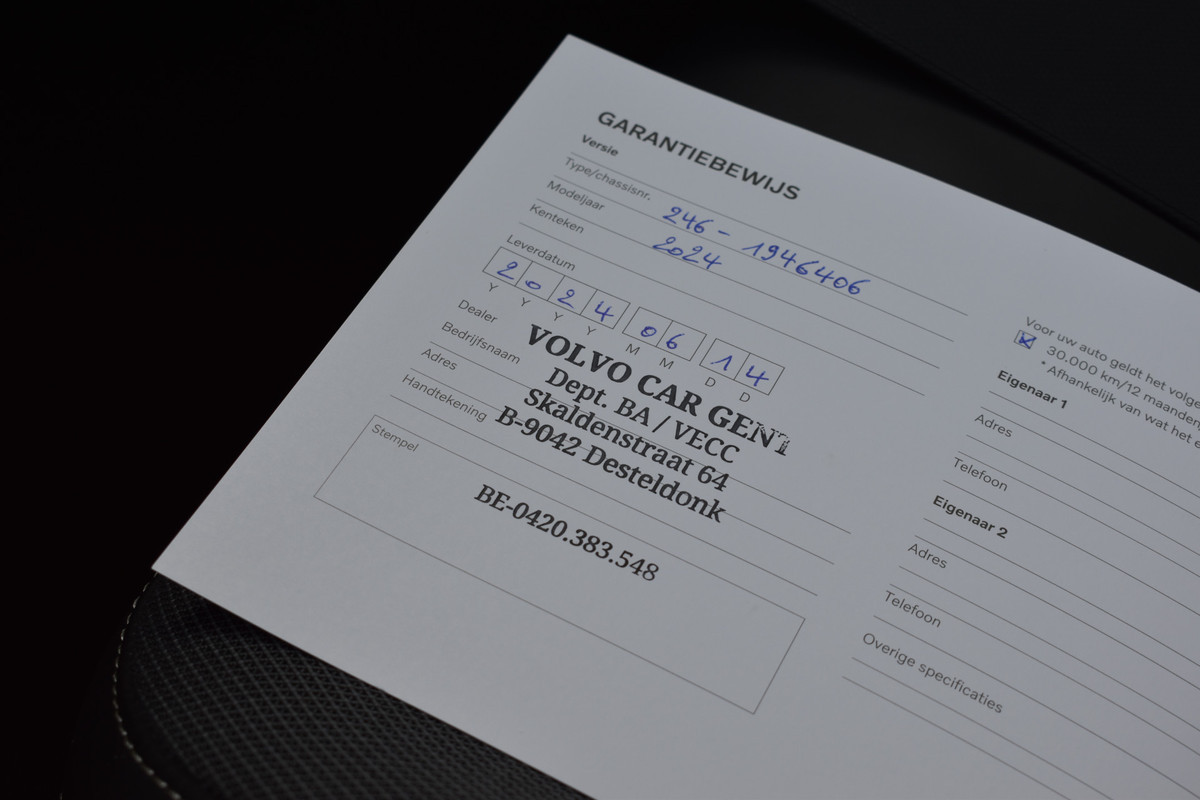 GARANTIEBEWIJS
Versie
Type/chassisnr. 246 - 1946406
Modeljaar 2024
Kenteken
Leverdatum
2 0 2 4 0 6 1 4
Y Y Y Y M M D D
Dealer
Bedrijfsnaam
Adres
Handtekening
Stempel
VOLVO CAR GENT
Dept. BA / VECC
Skaldenstraat 64
B-9042 Desteldonk
BE-0420.383.548
Voor uw auto geldt het volge
30.000 km/12 maanden
* Afhankelijk van wat het e
Eigenaar 1
Adres
Telefoon
Eigenaar 2
Adres
Telefoon
Overige specificaties